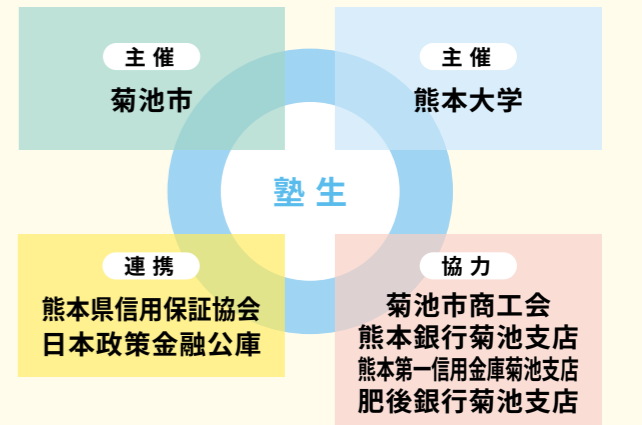 主催
菊池市
主催
熊本大学
塾生
連携
熊本県信用保証協会
日本政策金融公庫
協力
菊池市商工会
熊本銀行菊池支店
熊本第一信用金庫菊池支店
肥後銀行菊池支店